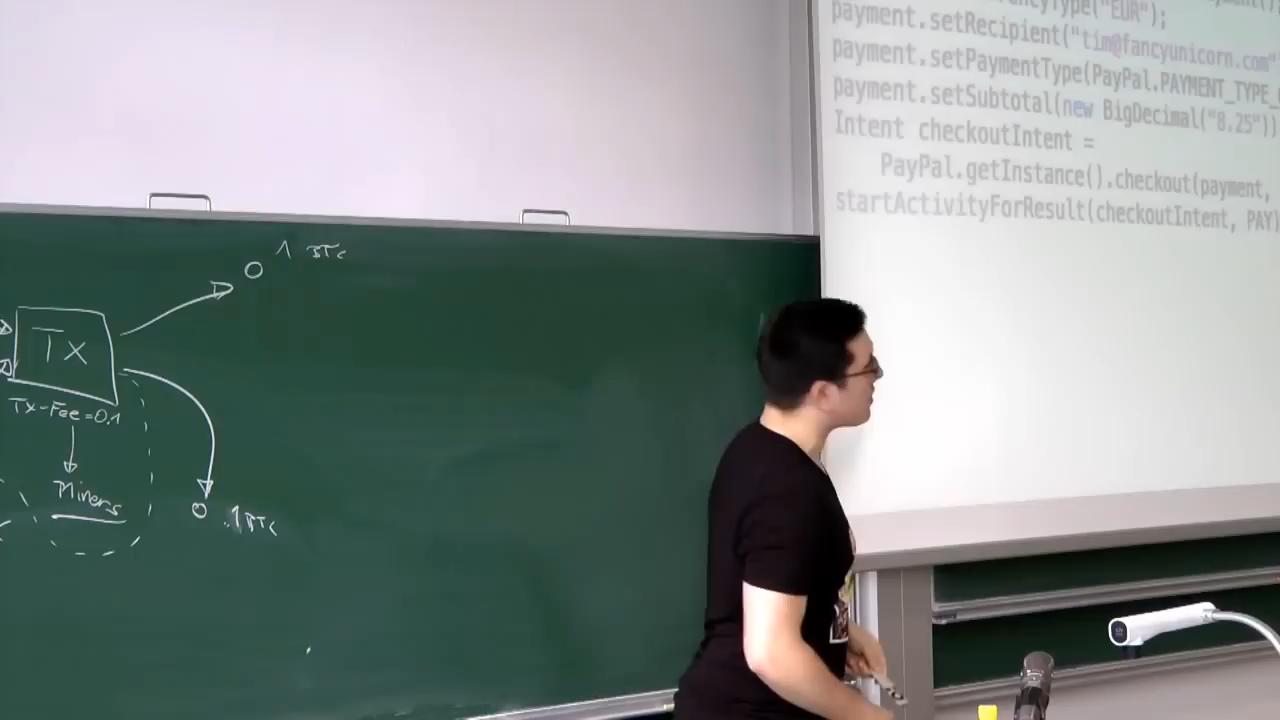 1 BTC
Tx
Tx-Fee=0.1
Miners
.1 BTC
("EUR");
payment.setRecipient("tim@fancyunicorn.com"
payment.setPaymentType(PayPal.PAYMENT_TYPE_
payment.setSubtotal(new BigDecimal("8.25"))
Intent checkoutIntent =
PayPal.getInstance().checkout(payment,
startActivityForResult(checkoutIntent, PAY